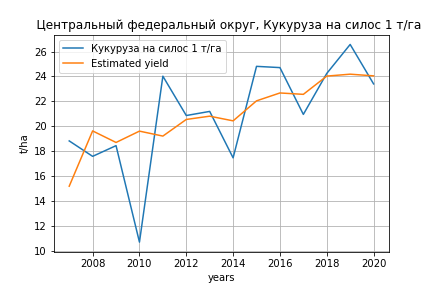 Центральный федеральный округ, Кукуруза на силос 1 т/га
Кукуруза на силос 1 т/га
Estimated yield
26
24
22
20
18
16
14
12
10
t/ha
2008 2010 2012 2014 2016 2018 2020
years